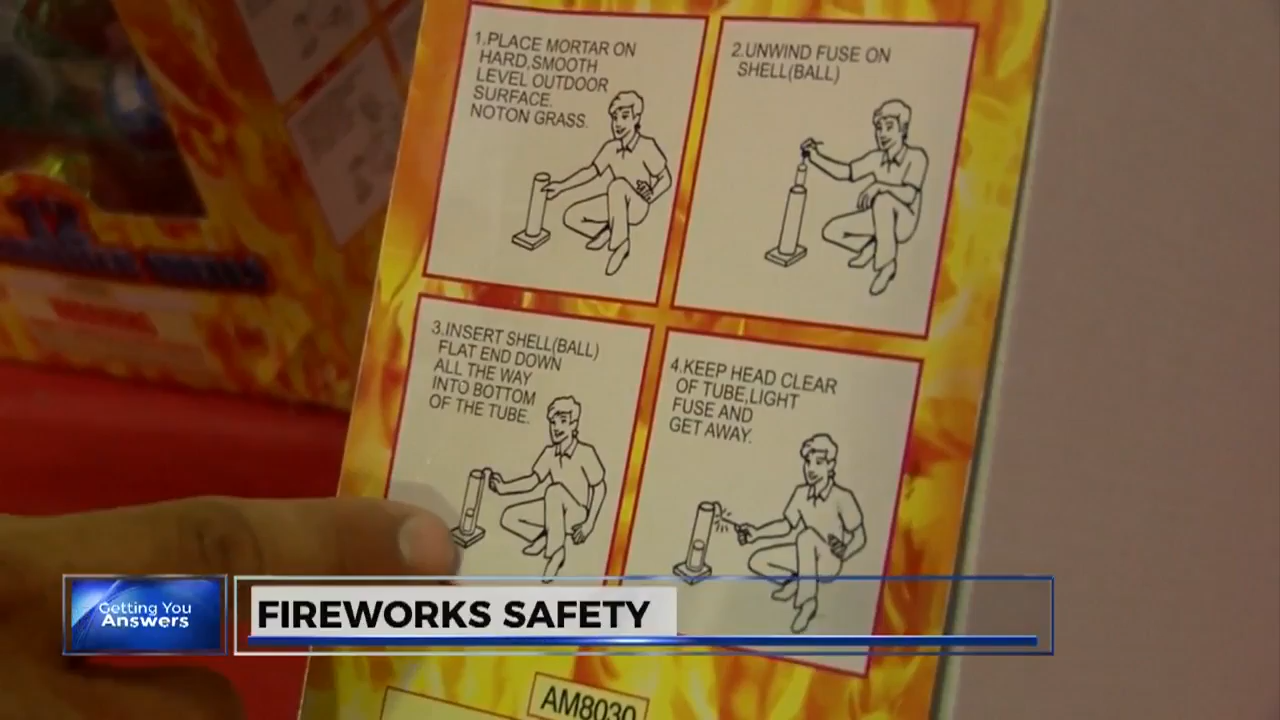 1.PLACE MORTAR ON
HARD,SMOOTH
LEVEL OUTDOOR
SURFACE.
NOTON GRASS.
2.UNWIND FUSE ON
SHELL(BALL)
3.INSERT SHELL(BALL)
FLAT END DOWN
ALL THE WAY
INTO BOTTOM
OF THE TUBE.
4.KEEP HEAD CLEAR
OF TUBE,LIGHT
FUSE AND
GET AWAY.
Getting You
Answers
FIREWORKS SAFETY
AM8030